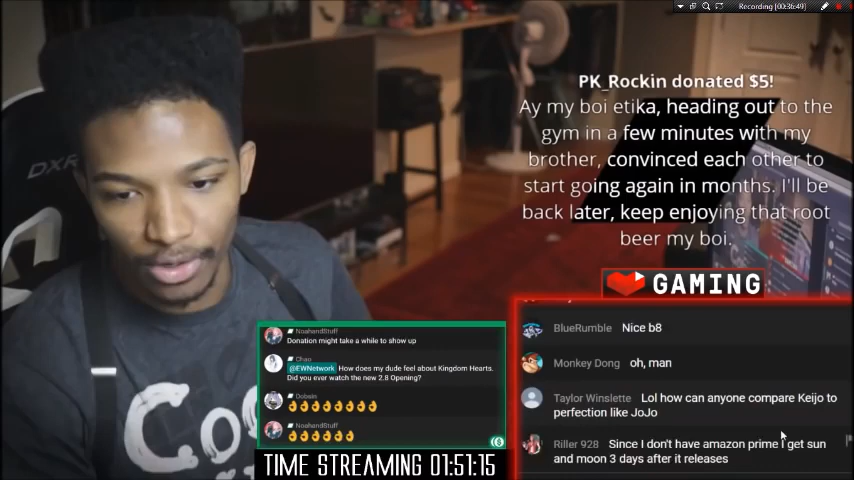 Recording [00:36:49]
PK_Rockin donated $5!
Ay my boi etika, heading out to the
gym in a few minutes with my
brother, convinced each other to
start going again in months. I'll be
back later, keep enjoying that root
beer my boi.
DXR
Co
GAMING
NoahandStuff
Donation might take a while to show up
Chao
@EWNetwork How does my dude feel about Kingdom Hearts.
Did you ever watch the new 2.8 Opening?
Dobein
👌👌👌👌👌👌👌👌
NoahandStuff
👌👌👌👌👌👌
TIME STREAMING 01:51:15
BlueRumble Nice b8
Monkey Dong oh, man
Taylor Winslette Lol how can anyone compare Keijo to
perfection like JoJo
Riller 928 Since I don't have amazon prime I get sun
and moon 3 days after it releases